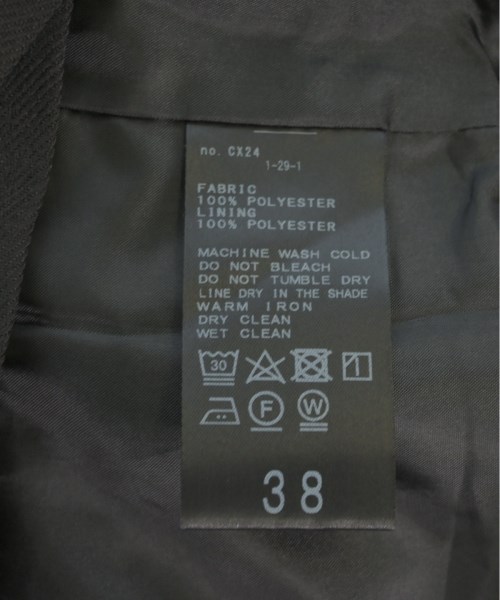 no. CX24
1-29-1
FABRIC
100% POLYESTER
LINING
100% POLYESTER
MACHINE WASH COLD
DO NOT BLEACH
DO NOT TUMBLE DRY
LINE DRY IN THE SHADE
WARM IRON
DRY CLEAN
WET CLEAN
30
F W
38